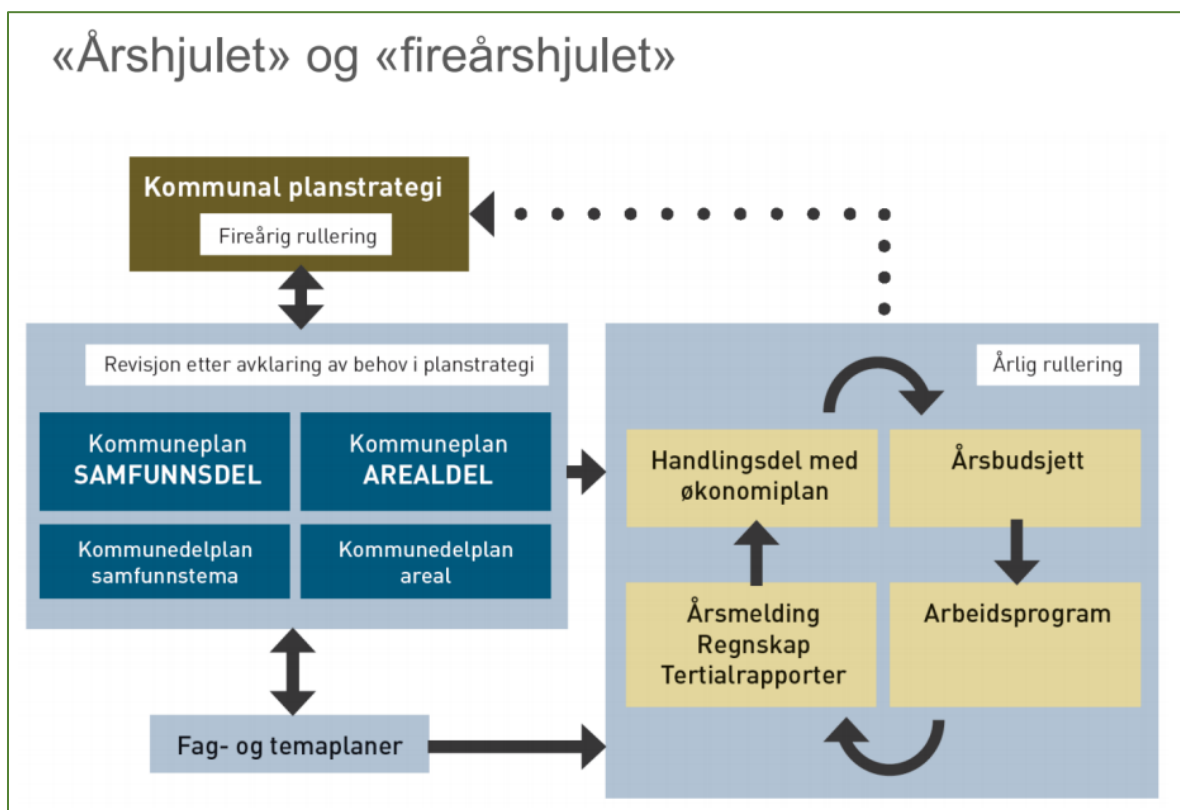 «Årshjulet» og «fireårshjulet»
Kommunal planstrategi
Fireårig rullering
Revisjon etter avklaring av behov i planstrategi
Kommuneplan
SAMFUNNSDEL
Kommuneplan
AREALDEL
Kommunedelplan
samfunnstema
Kommunedelplan
areal
Fag- og temaplaner
Årlig rullering
Handlingsdel med
økonomiplan
Årsbudsjett
Årsmelding
Regnskap
Tertialrapporter
Arbeidsprogram